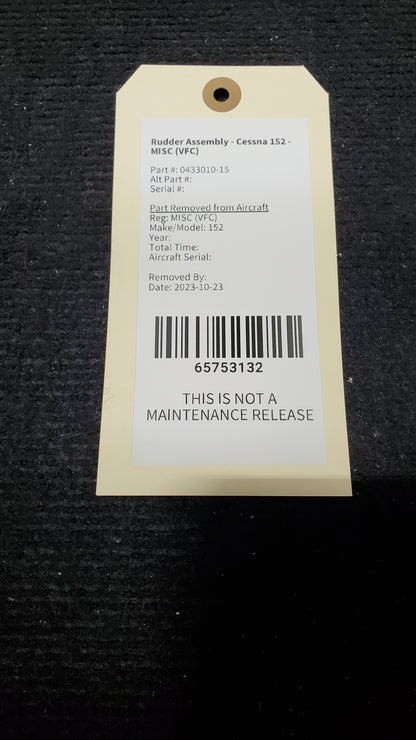 Rudder Assembly - Cessna 152 -
MISC (VFC)
Part #: 0433010-15
Alt Part #:
Serial #:
Part Removed from Aircraft
Reg: MISC (VFC)
Make/Model: 152
Year:
Total Time:
Aircraft Serial:
Removed By:
Date: 2023-10-23
65753132
THIS IS NOT A
MAINTENANCE RELEASE